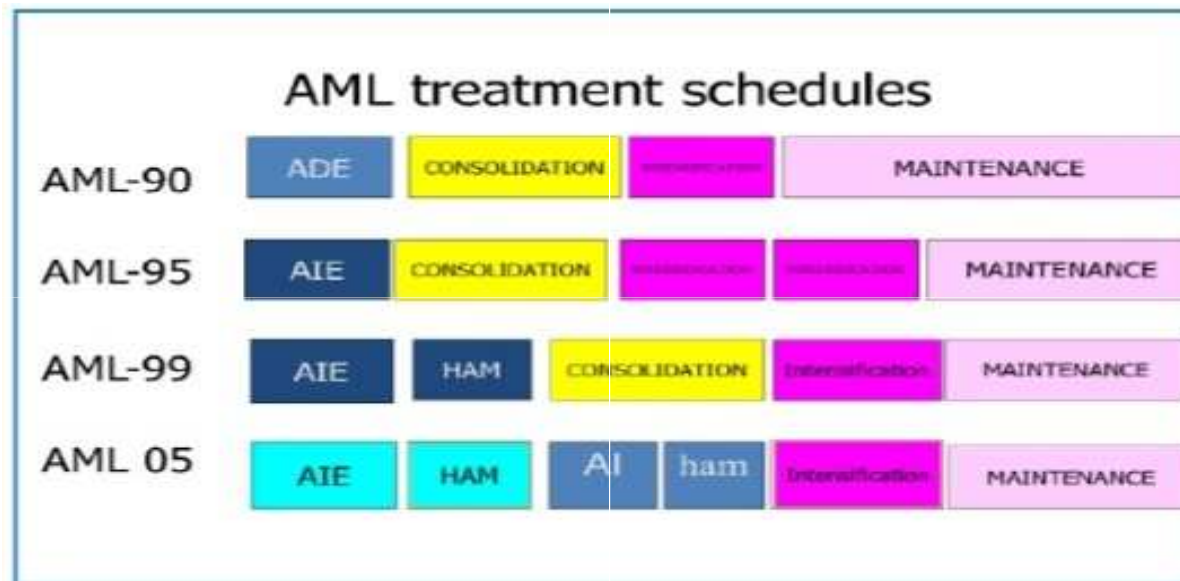 AML treatment schedules
AML-90 ADE CONSOLIDATION MAINTENANCE
AML-95 AIE CONSOLIDATION MAINTENANCE
AML-99 AIE HAM CONSOLIDATION Intensification MAINTENANCE
AML 05 AIE HAM AI ham Intensification MAINTENANCE